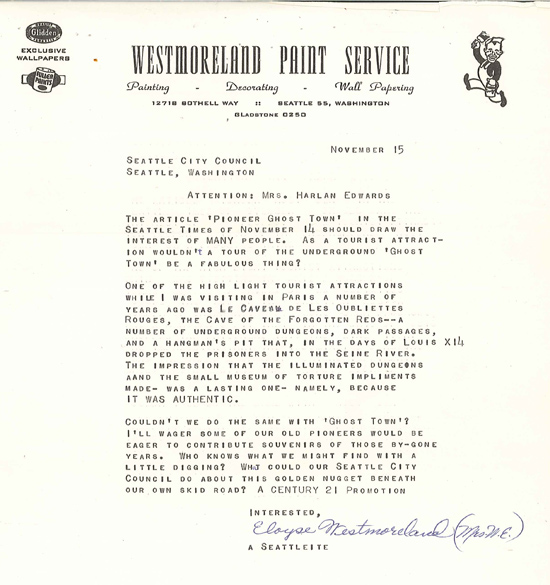 Glidden
EXCLUSIVE
WALLPAPERS
FULLER
PAINTS
WESTMORELAND PAINT SERVICE
Painting - Decorating - Wall Papering
12718 BOTHELL WAY :: SEATTLE 55, WASHINGTON
GLADSTONE 0250
NOVEMBER 15
SEATTLE CITY COUNCIL
SEATTLE, WASHINGTON
ATTENTION: MRS. HARLAN EDWARDS
THE ARTICLE 'PIONEER GHOST TOWN' IN THE
SEATTLE TIMES OF NOVEMBER 14 SHOULD DRAW THE
INTEREST OF MANY PEOPLE. AS A TOURIST ATTRACT-
ION WOULDN'T A TOUR OF THE UNDERGROUND 'GHOST
TOWN' BE A FABULOUS THING?
ONE OF THE HIGH LIGHT TOURIST ATTRACTIONS
WHILE I WAS VISITING IN PARIS A NUMBER OF
YEARS AGO WAS LE CAVEAU DE LES OUBLIETTES
ROUGES, THE CAVE OF THE FORGOTTEN REDS--A
NUMBER OF UNDERGROUND DUNGEONS, DARK PASSAGES,
AND A HANGMAN'S PIT THAT, IN THE DAYS OF LOUIS X14
DROPPED THE PRISONERS INTO THE SEINE RIVER.
THE IMPRESSION THAT THE ILLUMINATED DUNGEONS
AAND THE SMALL MUSEUM OF TORTURE IMPLIMENTS
MADE- WAS A LASTING ONE- NAMELY, BECAUSE
IT WAS AUTHENTIC.
COULDN'T WE DO THE SAME WITH 'GHOST TOWN'?
I'LL WAGER SOME OF OUR OLD PIONEERS WOULD BE
EAGER TO CONTRIBUTE SOUVENIRS OF THOSE BY-GONE
YEARS. WHO KNOWS WHAT WE MIGHT FIND WITH A
LITTLE DIGGING? WHAT COULD OUR SEATTLE CITY
COUNCIL DO ABOUT THIS GOLDEN NUGGET BENEATH
OUR OWN SKID ROAD? A CENTURY 21 PROMOTION
INTERESTED,
Eloyse Westmoreland (Mrs W.E.)
A SEATTLEITE